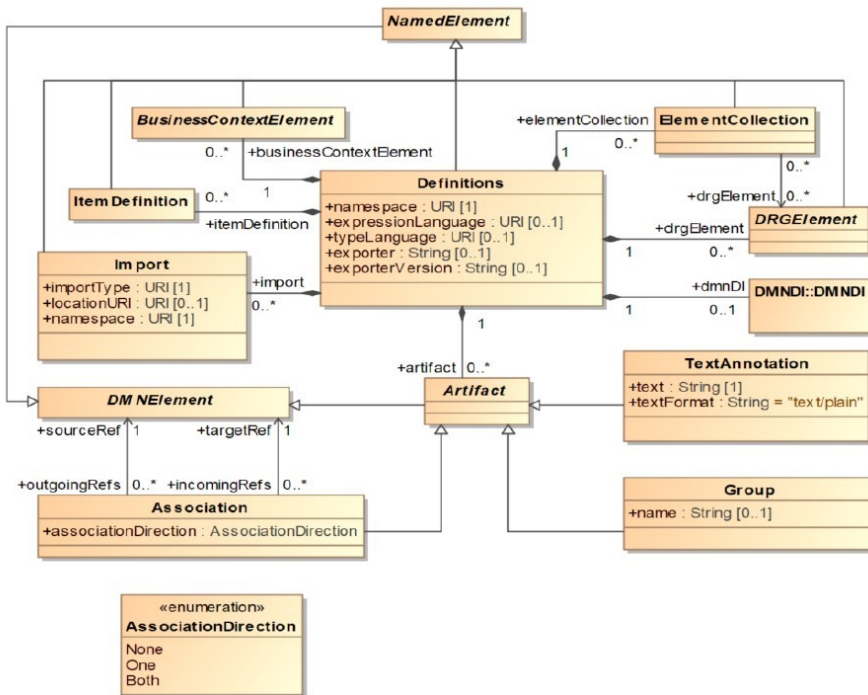 NamedElement
BusinessContextElement
0..*
+businessContextElement
1
+elementCollection
1
0..*
ElementCollection
0..*
+drgElement
0..*
ItemDefinition
0..*
+itemDefinition
Definitions
+namespace : URI [1]
+expressionLanguage : URI [0..1]
+typeLanguage : URI [0..1]
+exporter : String [0..1]
+exporterVersion : String [0..1]
+drgElement
1
0..*
DRGElement
Import
+importType : URI [1]
+locationURI : URI [0..1]
+namespace : URI [1]
+import
0..*
+dmnDI
1
0..1
DMNDI::DMNDI
1
+artifact
0..*
DMNElement
+sourceRef
1
+targetRef
1
Artifact
TextAnnotation
+text : String [1]
+textFormat : String = "text/plain"
+outgoingRefs
0..*
+incomingRefs
0..*
Association
+associationDirection : AssociationDirection
Group
+name : String [0..1]
«enumeration»
AssociationDirection
None
One
Both